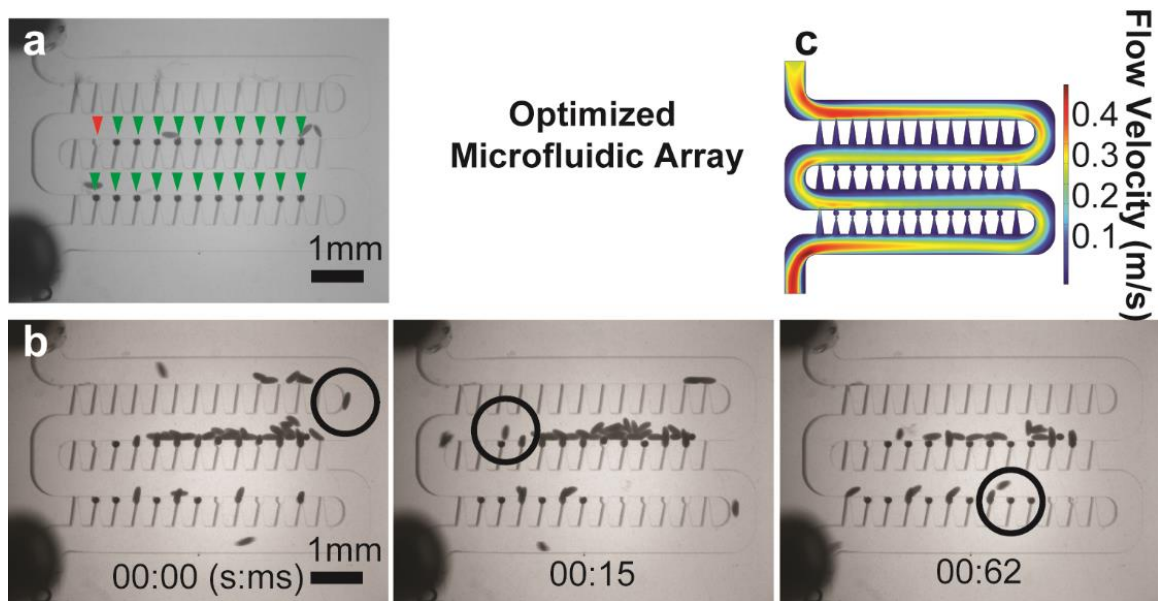 a
1mm
Optimized
Microfluidic Array
c
0.4
0.3
0.2
0.1
Flow Velocity (m/s)
b
00:00 (s:ms)
1mm
00:15
00:62